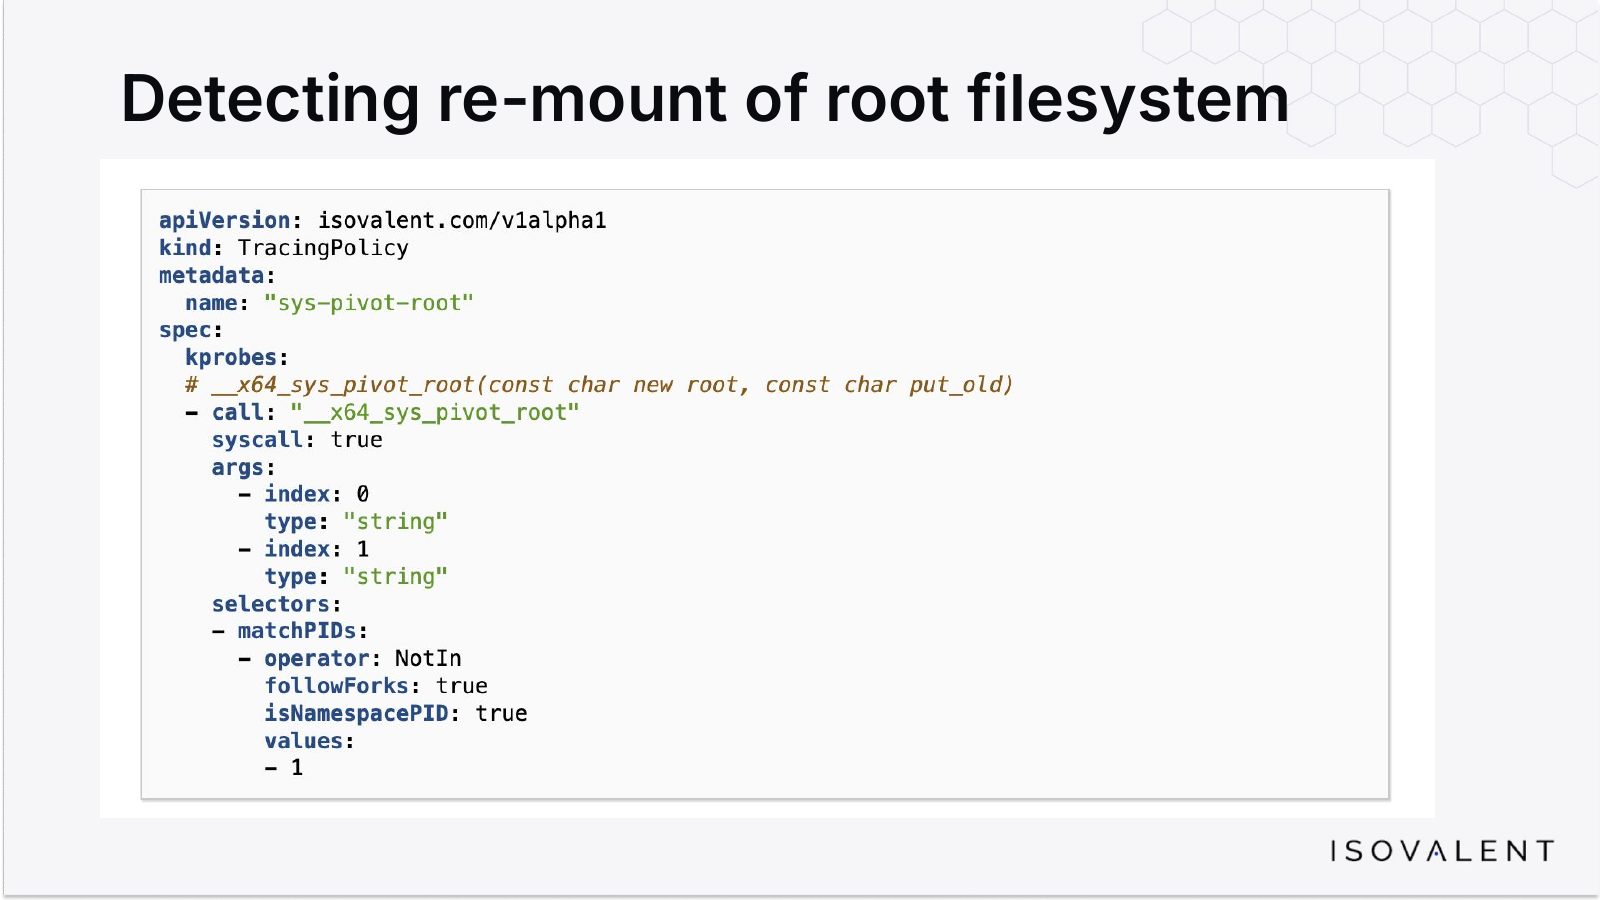 Detecting re-mount of root filesystem
apiVersion: isovalent.com/v1alpha1
kind: TracingPolicy
metadata:
  name: "sys-pivot-root"
spec:
  kprobes:
  # __x64_sys_pivot_root(const char new root, const char put_old)
  - call: "__x64_sys_pivot_root"
    syscall: true
    args:
      - index: 0
        type: "string"
      - index: 1
        type: "string"
    selectors:
    - matchPIDs:
      - operator: NotIn
        followForks: true
        isNamespacePID: true
        values:
        - 1
ISOVALENT